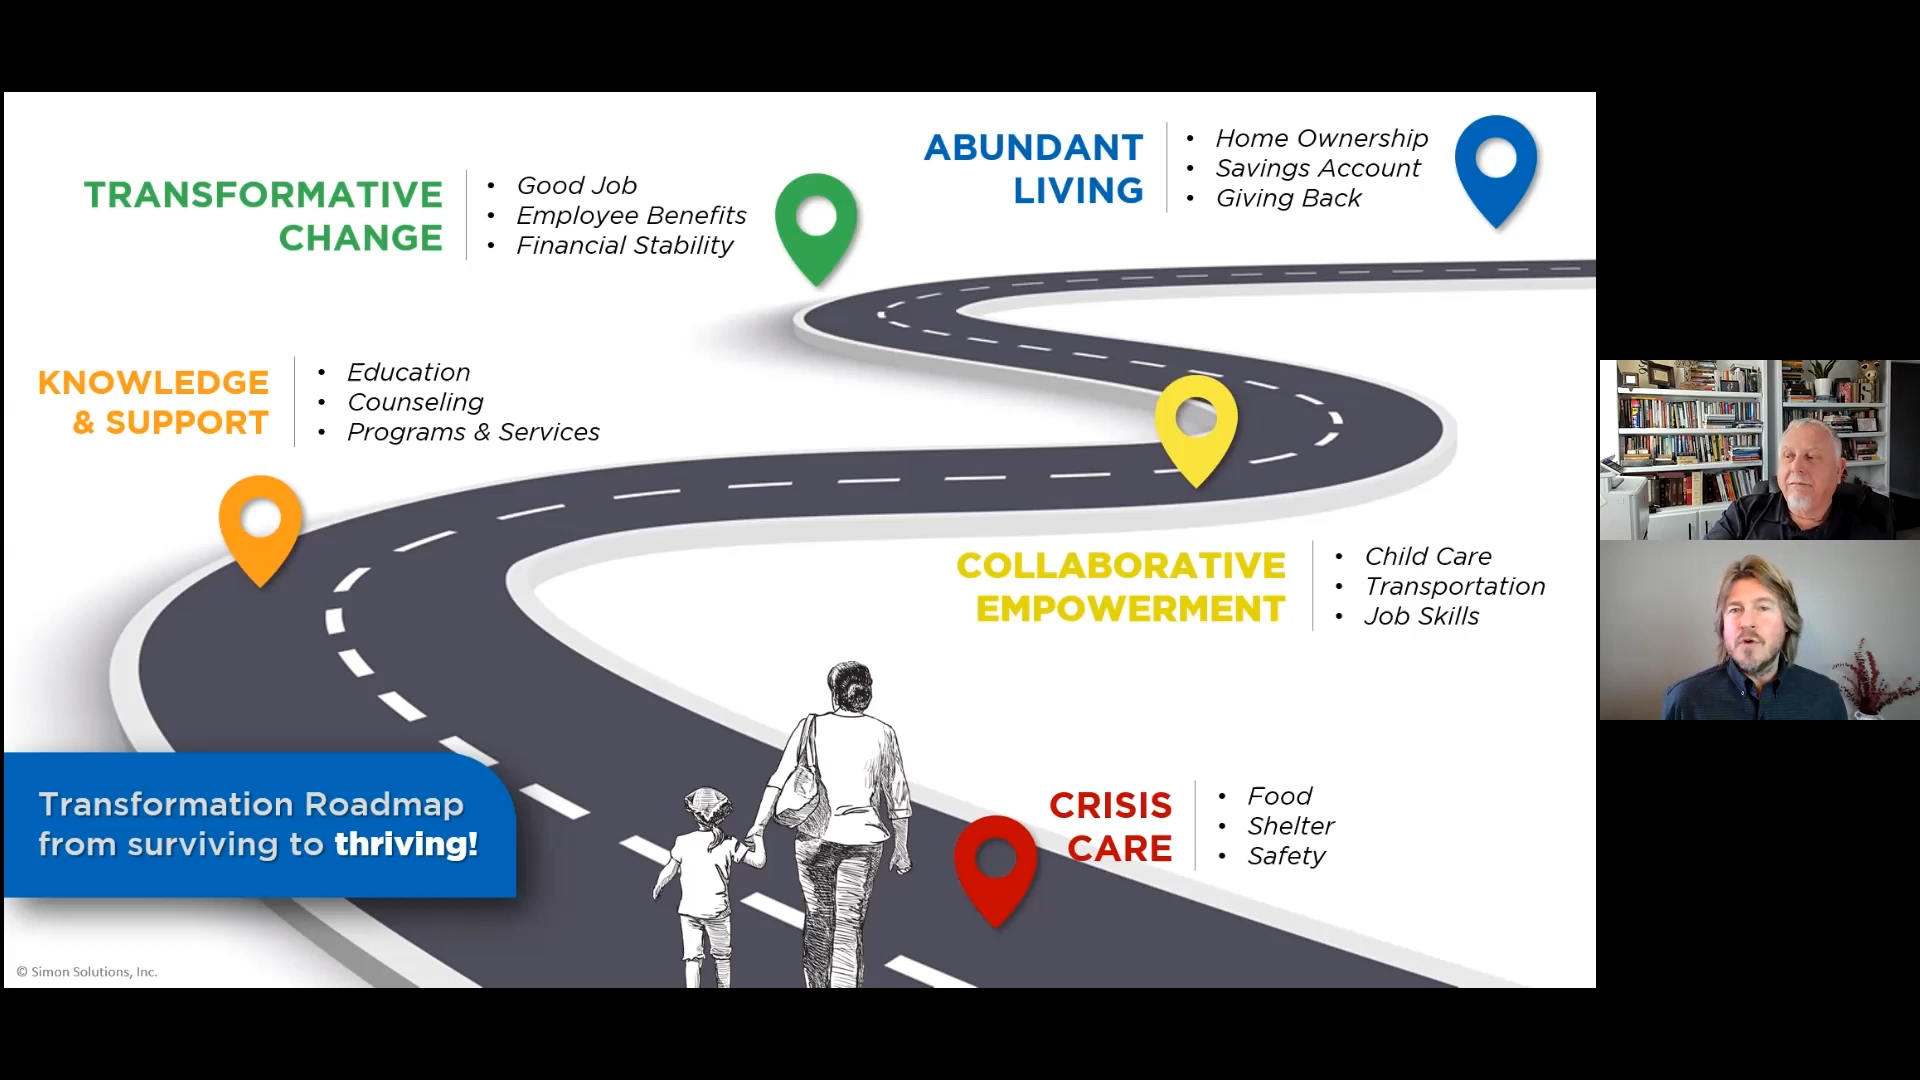 ABUNDANT
LIVING
• Home Ownership
• Savings Account
• Giving Back
TRANSFORMATIVE
CHANGE
• Good Job
• Employee Benefits
• Financial Stability
KNOWLEDGE
& SUPPORT
• Education
• Counseling
• Programs & Services
COLLABORATIVE
EMPOWERMENT
• Child Care
• Transportation
• Job Skills
CRISIS
CARE
• Food
• Shelter
• Safety
Transformation Roadmap
from surviving to thriving!
© Simon Solutions, Inc.